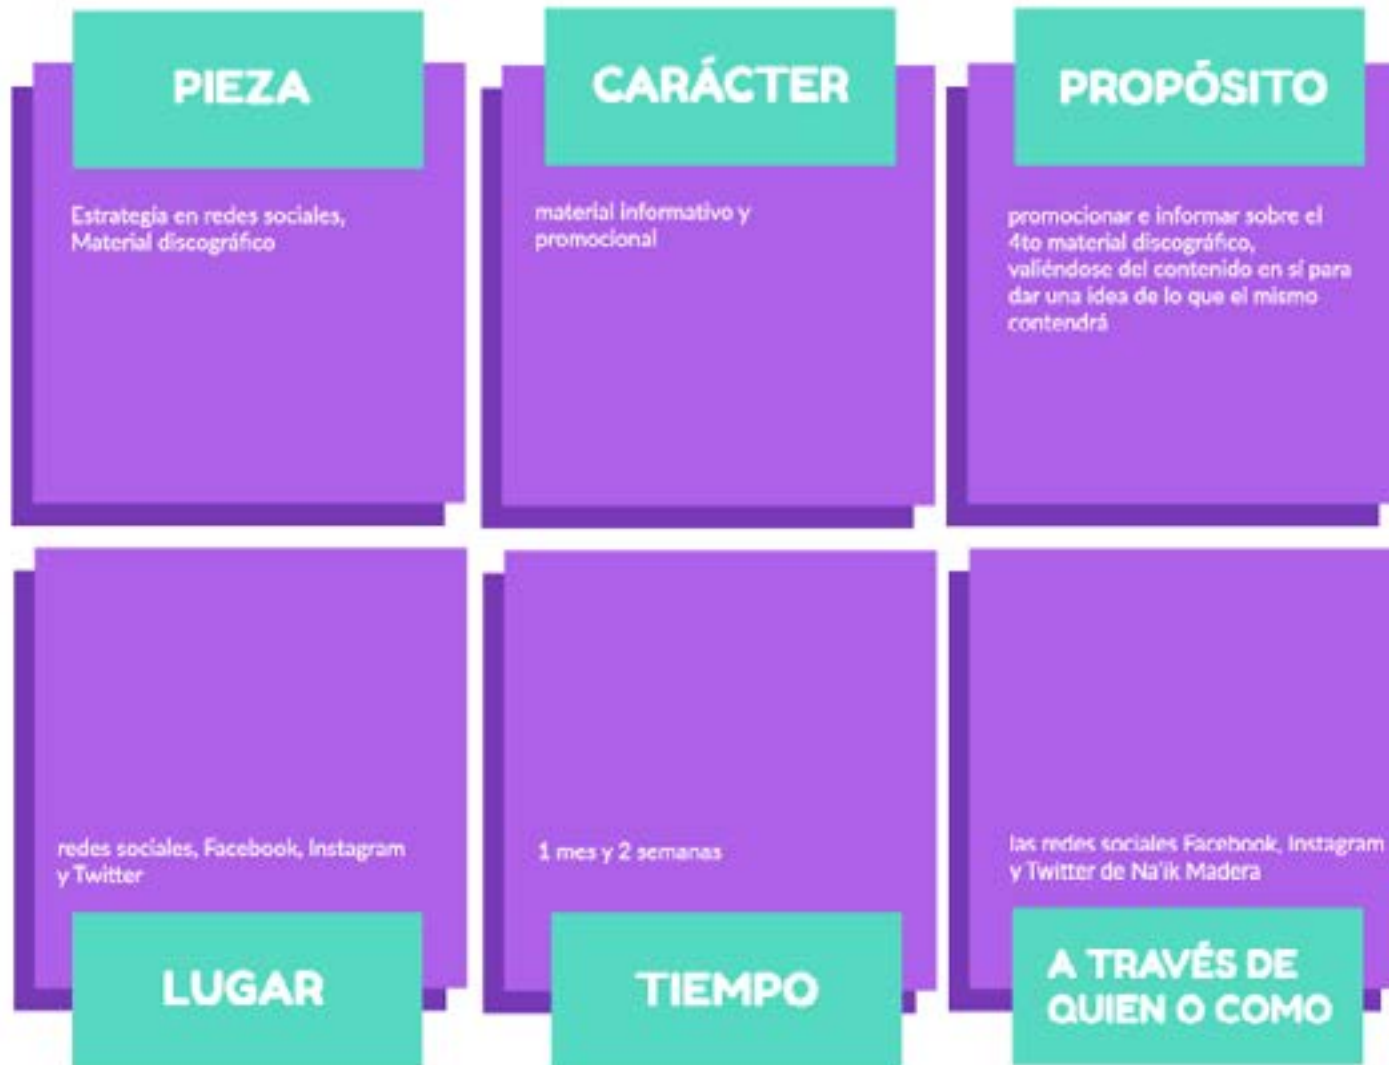 PIEZA
Estrategia en redes sociales,
Material discográfico
CARÁCTER
material informativo y
promocional
PROPÓSITO
promocionar e informar sobre el
4to material discográfico,
valiéndose del contenido en sí para
dar una idea de lo que el mismo
contendrá
redes sociales, Facebook, Instagram
y Twitter
LUGAR
1 mes y 2 semanas
TIEMPO
las redes sociales Facebook, Instagram
y Twitter de Na'ik Madera
A TRAVÉS DE
QUIEN O COMO